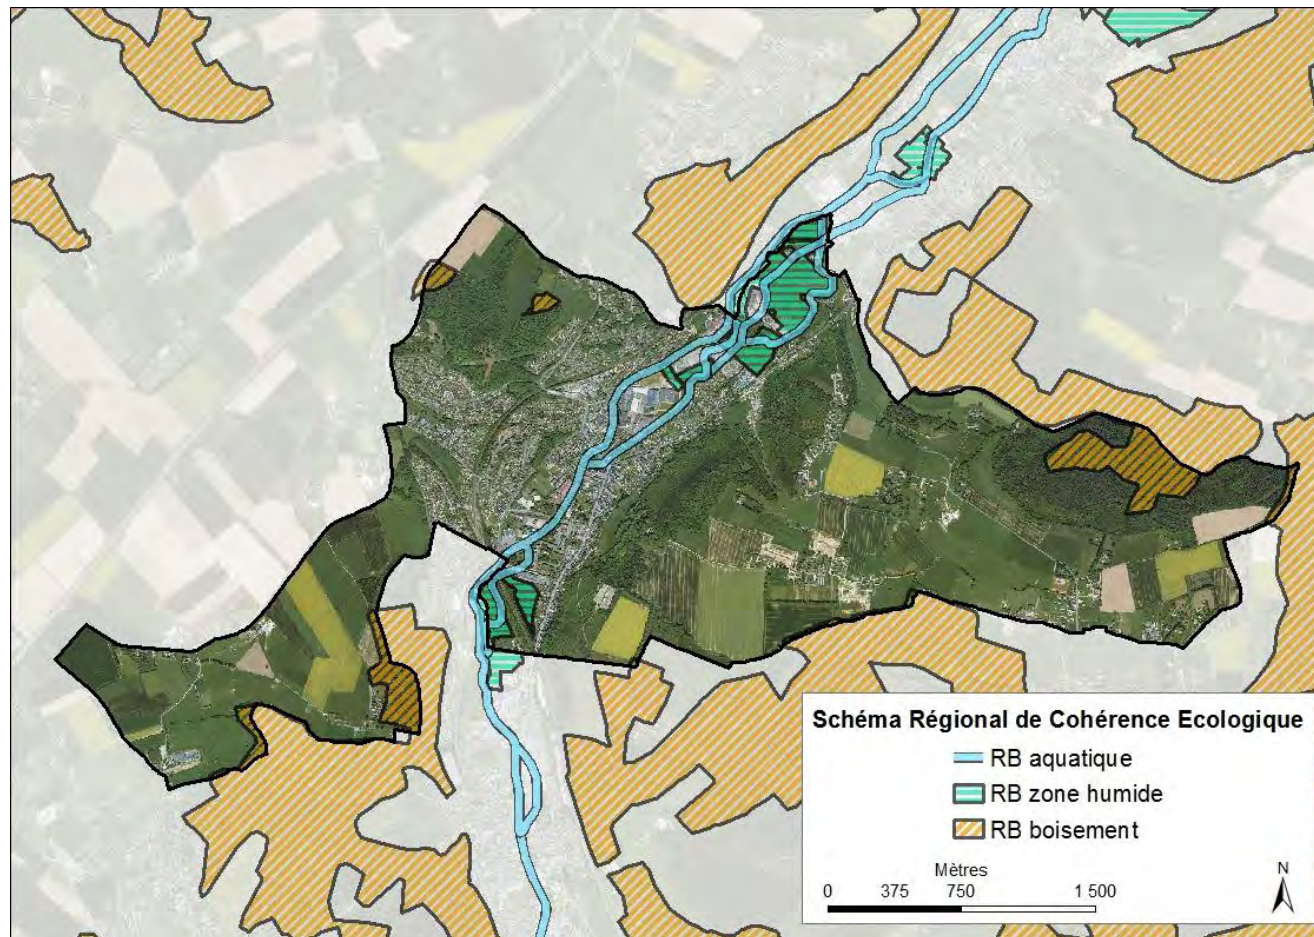 Schéma Régional de Cohérence Ecologique
RB aquatique
RB zone humide
RB boisement
Mètres
0 375 750 1 500
N